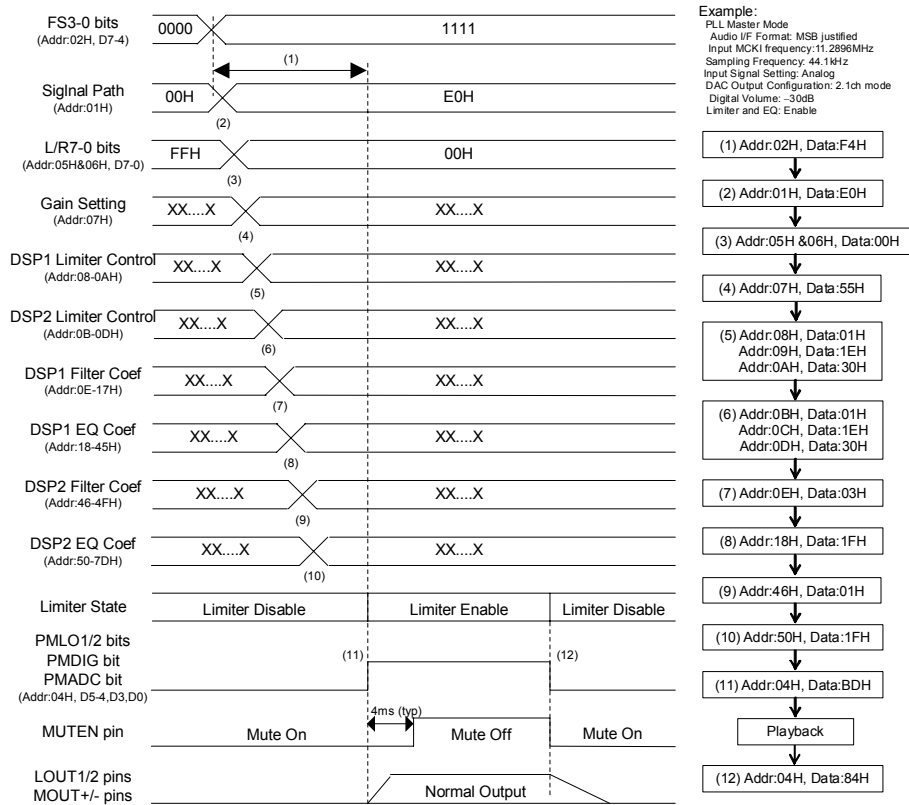 FS3-0 bits
(Addr:02H, D7-4)
0000
1111
(1)
Siglnal Path
(Addr:01H)
00H
E0H
(2)
L/R7-0 bits
(Addr:05H&06H, D7-0)
FFH
00H
(3)
Gain Setting
(Addr:07H)
XX....X
XX....X
(4)
DSP1 Limiter Control
(Addr:08-0AH)
XX....X
XX....X
(5)
DSP2 Limiter Control
(Addr:0B-0DH)
XX....X
XX....X
(6)
DSP1 Filter Coef
(Addr:0E-17H)
XX....X
XX....X
(7)
DSP1 EQ Coef
(Addr:18-45H)
XX....X
XX....X
(8)
DSP2 Filter Coef
(Addr:46-4FH)
XX....X
XX....X
(9)
DSP2 EQ Coef
(Addr:50-7DH)
XX....X
XX....X
(10)
Limiter State
Limiter Disable
Limiter Enable
Limiter Disable
PMLO1/2 bits
PMDIG bit
PMADC bit
(Addr:04H, D5-4,D3,D0)
(11)
(12)
4ms (typ)
MUTEN pin
Mute On
Mute Off
Mute On
LOUT1/2 pins
MOUT+/- pins
Normal Output
Example:
PLL Master Mode
Audio I/F Format: MSB justified
Input MCKI frequency:11.2896MHz
Sampling Frequency: 44.1kHz
Input Signal Setting: Analog
DAC Output Configuration: 2.1ch mode
Digital Volume: –30dB
Limiter and EQ: Enable
(1) Addr:02H, Data:F4H
(2) Addr:01H, Data:E0H
(3) Addr:05H &06H, Data:00H
(4) Addr:07H, Data:55H
(5) Addr:08H, Data:01H
Addr:09H, Data:1EH
Addr:0AH, Data:30H
(6) Addr:0BH, Data:01H
Addr:0CH, Data:1EH
Addr:0DH, Data:30H
(7) Addr:0EH, Data:03H
(8) Addr:18H, Data:1FH
(9) Addr:46H, Data:01H
(10) Addr:50H, Data:1FH
(11) Addr:04H, Data:BDH
Playback
(12) Addr:04H, Data:84H